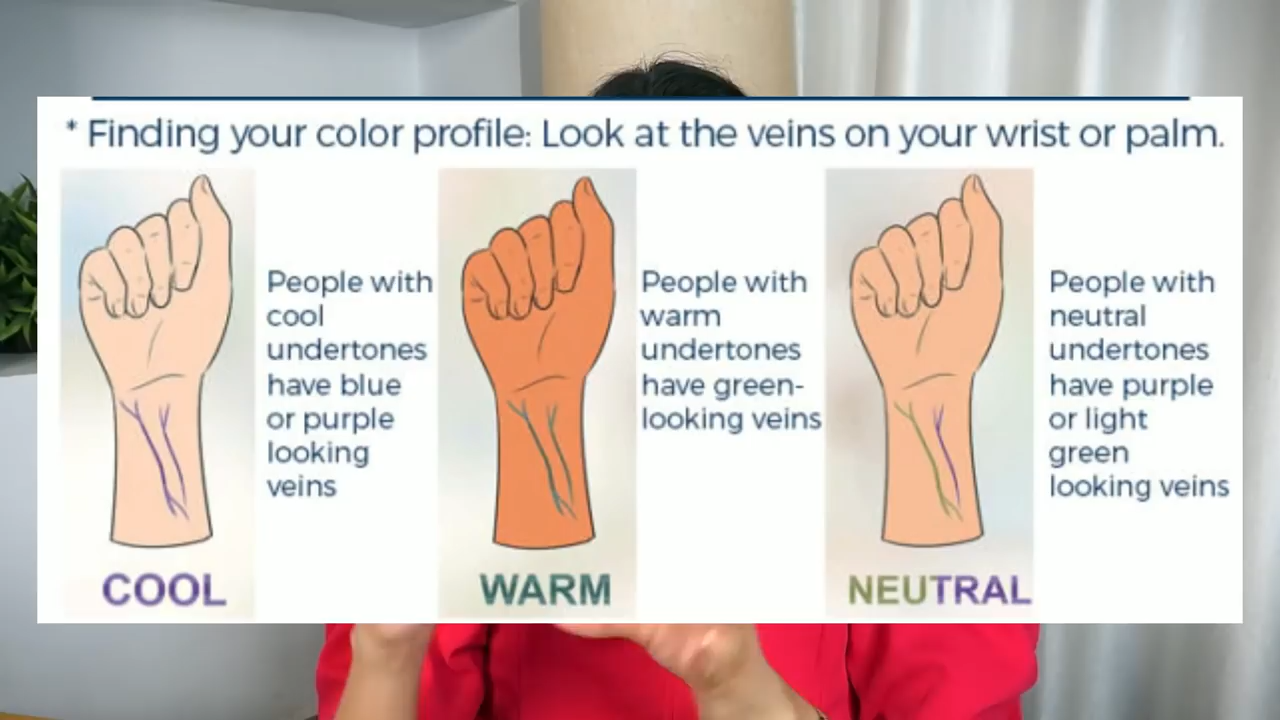 * Finding your color profile: Look at the veins on your wrist or palm.
People with
cool
undertones
have blue
or purple
looking
veins
COOL
People with
warm
undertones
have green-
looking veins
WARM
People with
neutral
undertones
have purple
or light
green
looking veins
NEUTRAL